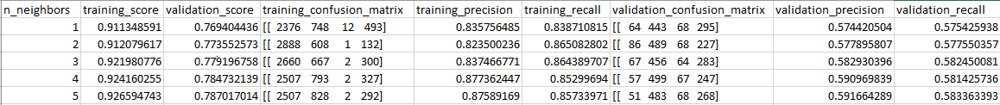 n_neighbors training_score validation_score training_confusion_matrix training_precision training_recall validation_confusion_matrix validation_precision validation_recall
1 0.911348591 0.769404436 [[ 2376 748 12 493] 0.835756485 0.838710815 [[ 64 443 68 295] 0.574420504 0.575425938
2 0.912079617 0.773552573 [[ 2888 608 1 132] 0.823500236 0.865082802 [[ 86 489 68 227] 0.577895807 0.577550357
3 0.921980776 0.779196758 [[ 2660 667 2 300] 0.837466771 0.864389707 [[ 67 456 64 283] 0.582930396 0.582450081
4 0.924160255 0.784732139 [[ 2507 793 2 327] 0.877362447 0.85299694 [[ 57 499 67 247] 0.590969839 0.581425736
5 0.926594743 0.787017014 [[ 2507 828 2 292] 0.87589169 0.85733971 [[ 51 483 68 268] 0.591664289 0.583363393